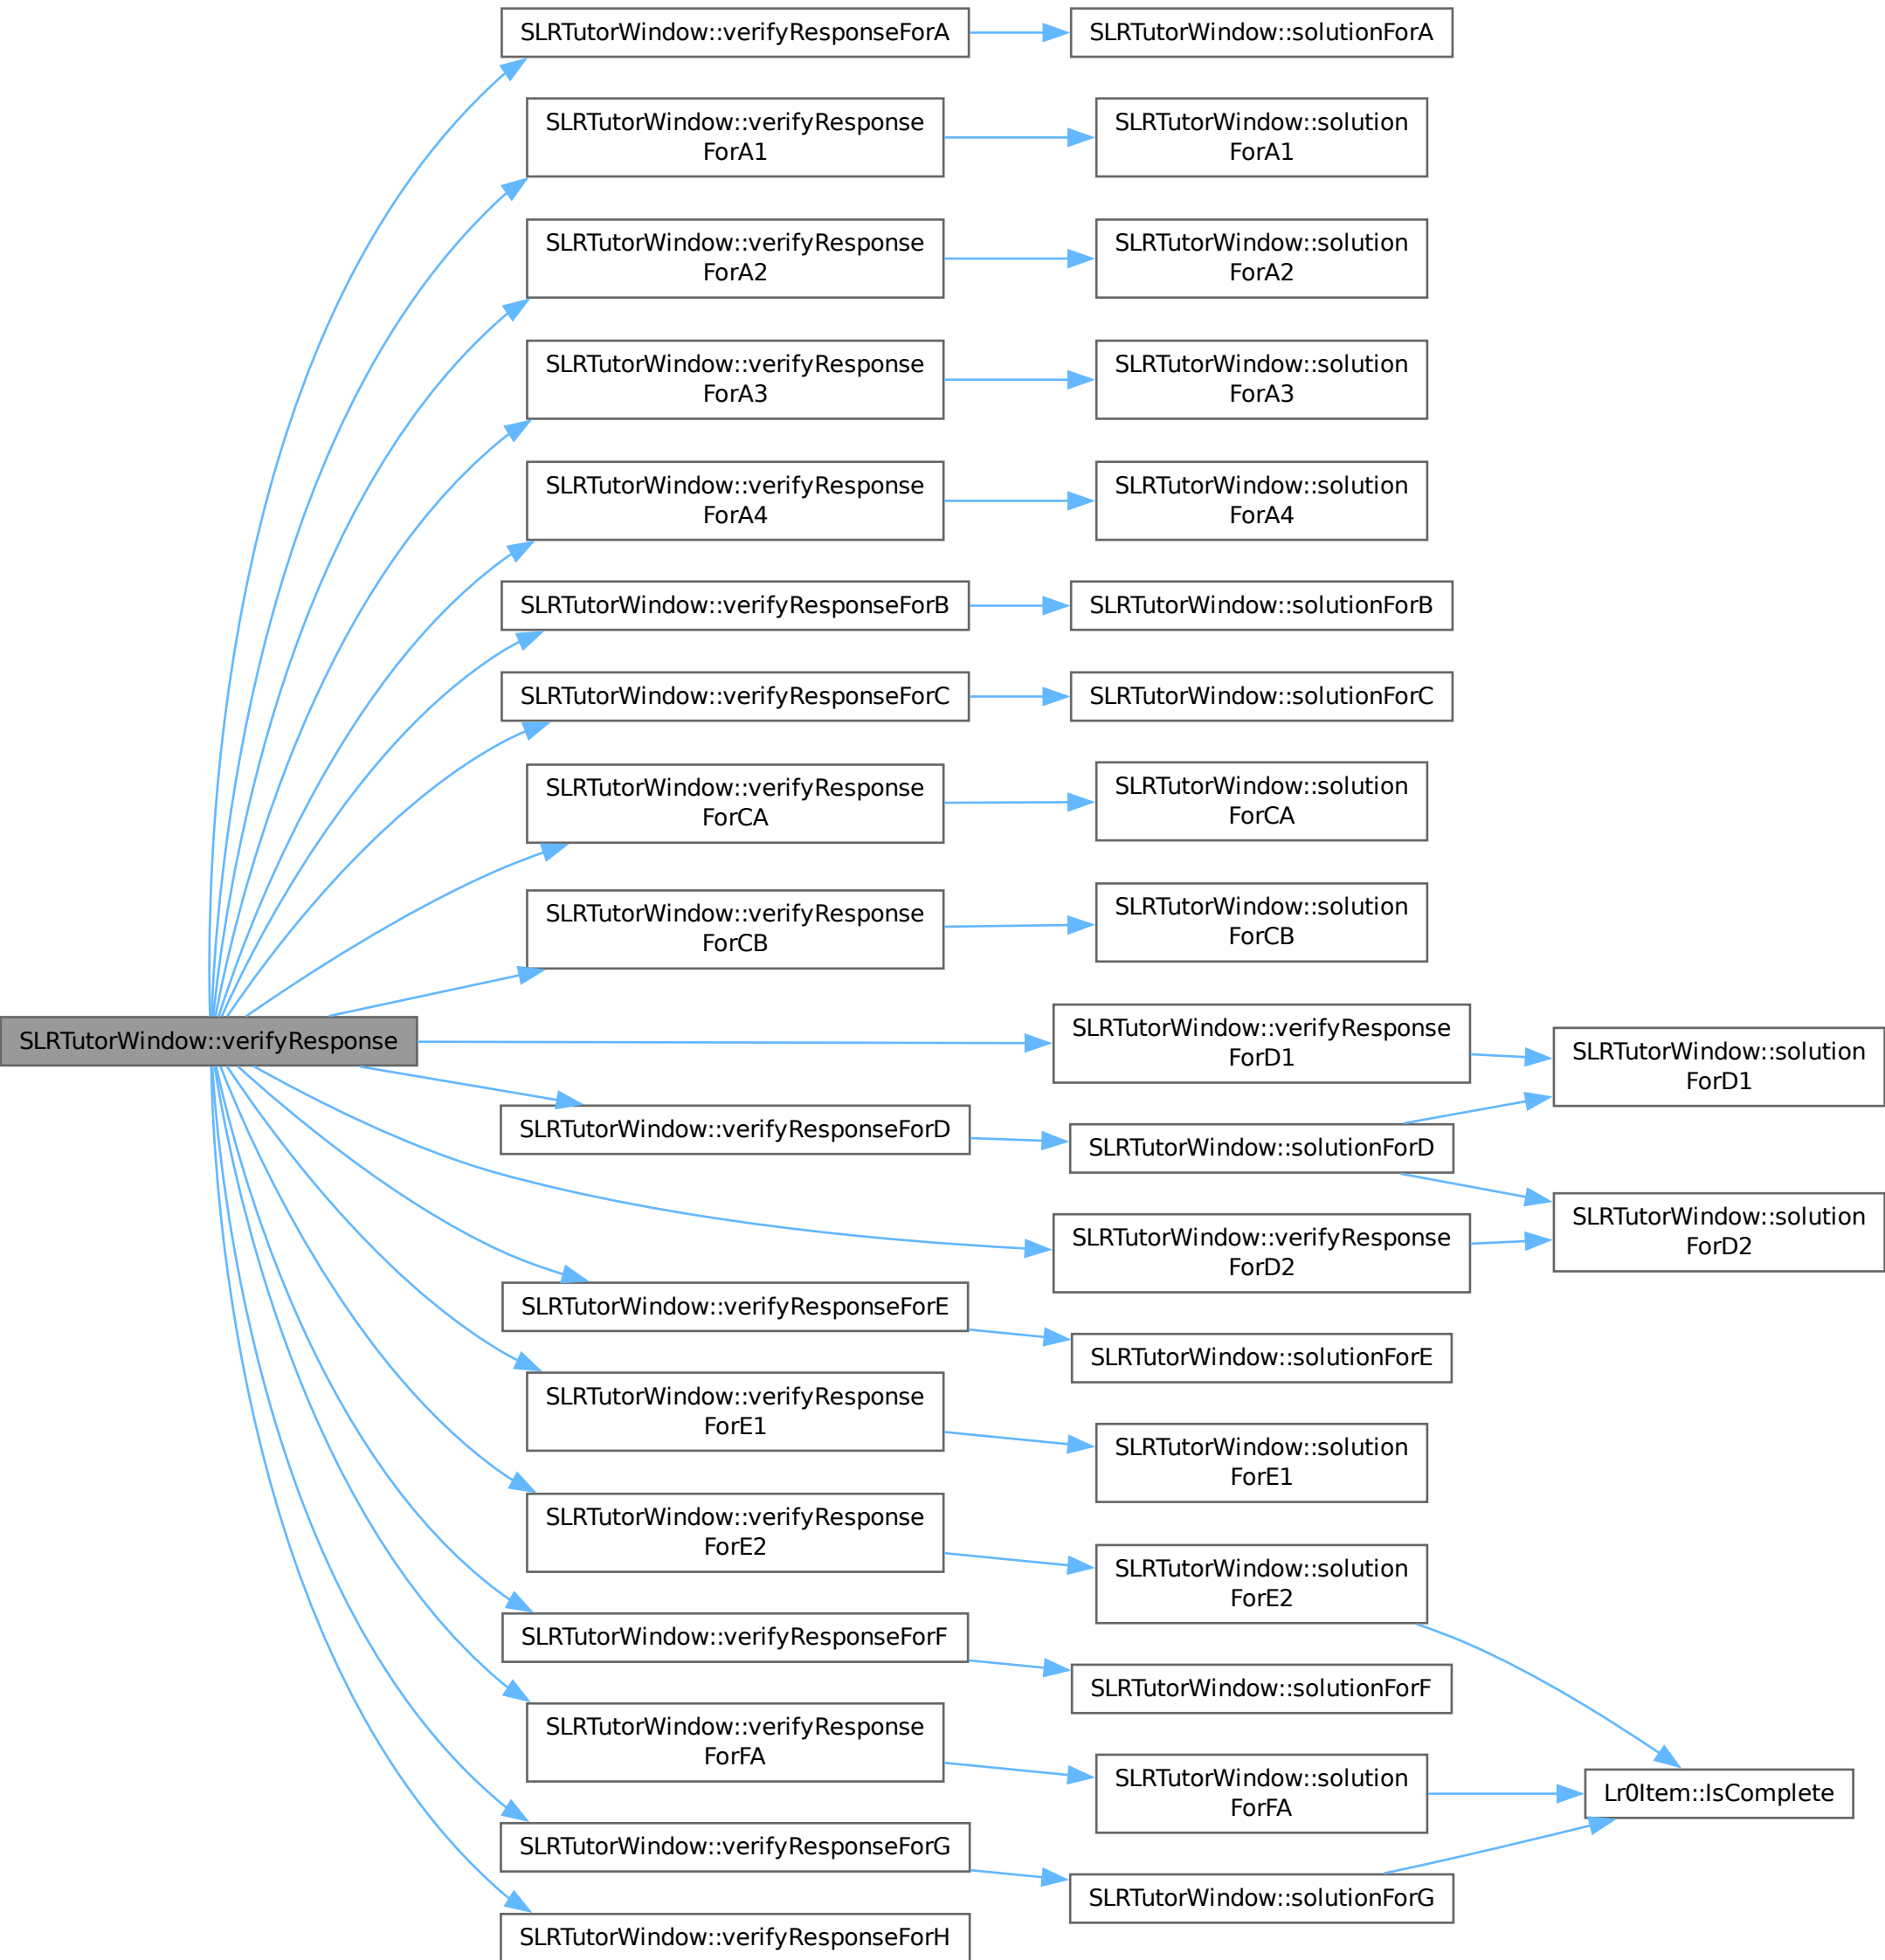 SLRTutorWindow::verifyResponseForA
SLRTutorWindow::solutionForA
SLRTutorWindow::verifyResponse
ForA1
SLRTutorWindow::solution
ForA1
SLRTutorWindow::verifyResponse
ForA2
SLRTutorWindow::solution
ForA2
SLRTutorWindow::verifyResponse
ForA3
SLRTutorWindow::solution
ForA3
SLRTutorWindow::verifyResponse
ForA4
SLRTutorWindow::solution
ForA4
SLRTutorWindow::verifyResponseForB
SLRTutorWindow::solutionForB
SLRTutorWindow::verifyResponseForC
SLRTutorWindow::solutionForC
SLRTutorWindow::verifyResponse
ForCA
SLRTutorWindow::solution
ForCA
SLRTutorWindow::verifyResponse
ForCB
SLRTutorWindow::solution
ForCB
SLRTutorWindow::verifyResponse
SLRTutorWindow::verifyResponse
ForD1
SLRTutorWindow::solution
ForD1
SLRTutorWindow::verifyResponseForD
SLRTutorWindow::solutionForD
SLRTutorWindow::verifyResponse
ForD2
SLRTutorWindow::solution
ForD2
SLRTutorWindow::verifyResponseForE
SLRTutorWindow::solutionForE
SLRTutorWindow::verifyResponse
ForE1
SLRTutorWindow::solution
ForE1
SLRTutorWindow::verifyResponse
ForE2
SLRTutorWindow::solution
ForE2
SLRTutorWindow::verifyResponseForF
SLRTutorWindow::solutionForF
SLRTutorWindow::verifyResponse
ForFA
SLRTutorWindow::solution
ForFA
Lr0Item::IsComplete
SLRTutorWindow::verifyResponseForG
SLRTutorWindow::solutionForG
SLRTutorWindow::verifyResponseForH